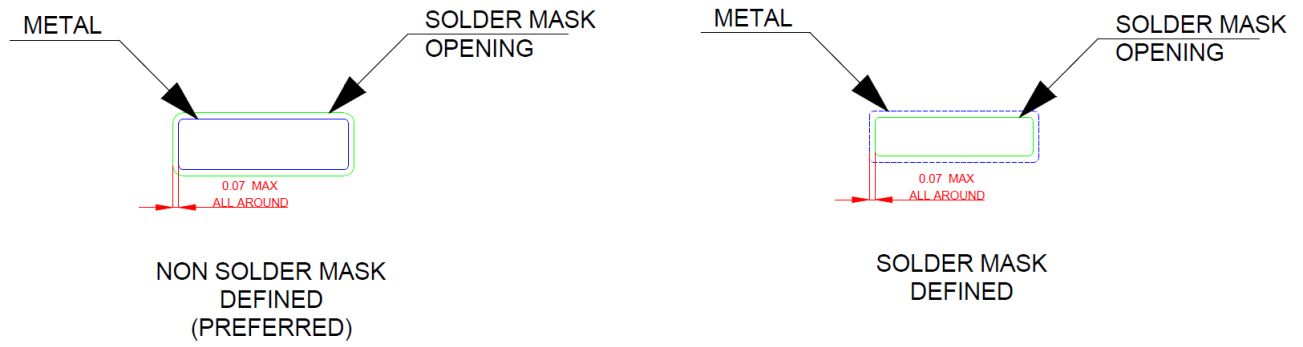 METAL
SOLDER MASK
OPENING
0.07 MAX
ALL AROUND
NON SOLDER MASK
DEFINED
(PREFERRED)
METAL
SOLDER MASK
OPENING
0.07 MAX
ALL AROUND
SOLDER MASK
DEFINED